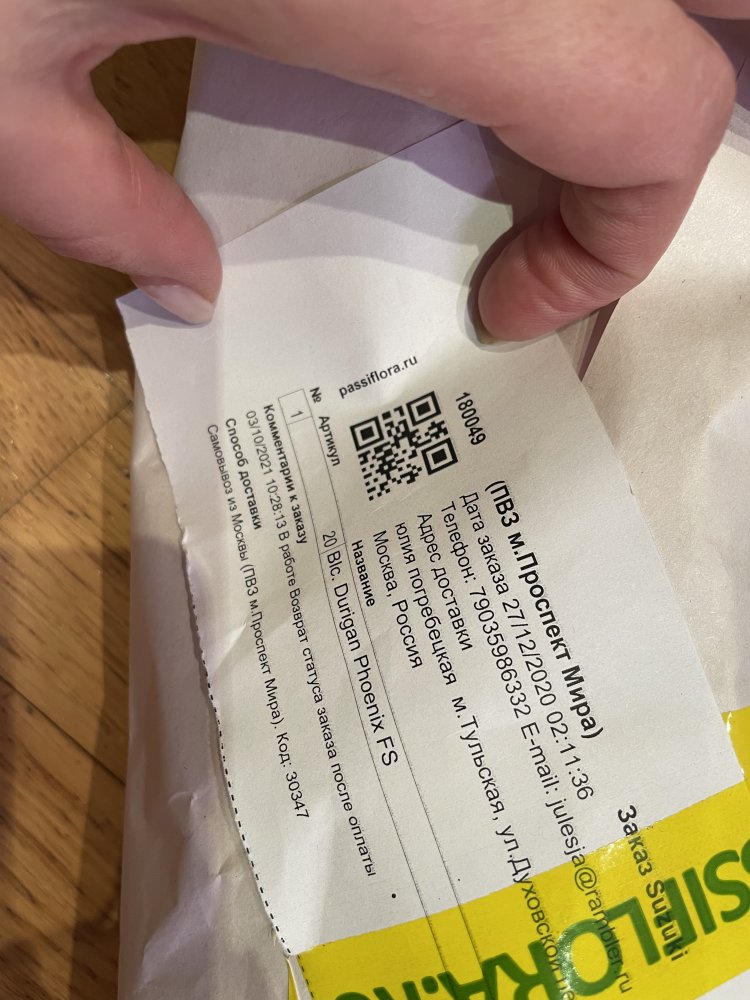 Заказ Suzuki
(ПВЗ м.Проспект Мира)
180049
Дата заказа 27/12/2020 02:11:36
Телефон: 79035986332 E-mail: julesja@rambler.ru
Адрес доставки
юлия погребецкая м.Тульская, ул.Духовской
Москва, Россия
passiflora.ru
№ Артикул Название
1 20 Blc. Durigan Phoenix FS
Комментарии к заказу
03/10/2021 10:28:13 В работе Возврат статуса заказа после оплаты
Способ доставки
Самовывоз из Москвы (ПВЗ м.Проспект Мира). Код: 30347
SSIFLORA.RU